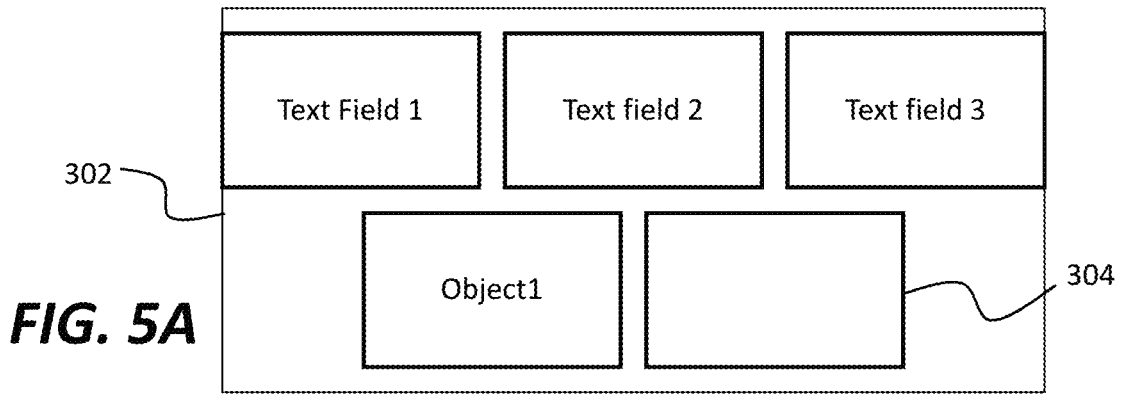 Text Field 1
Text field 2
Text field 3
302
Object1
304
FIG. 5A